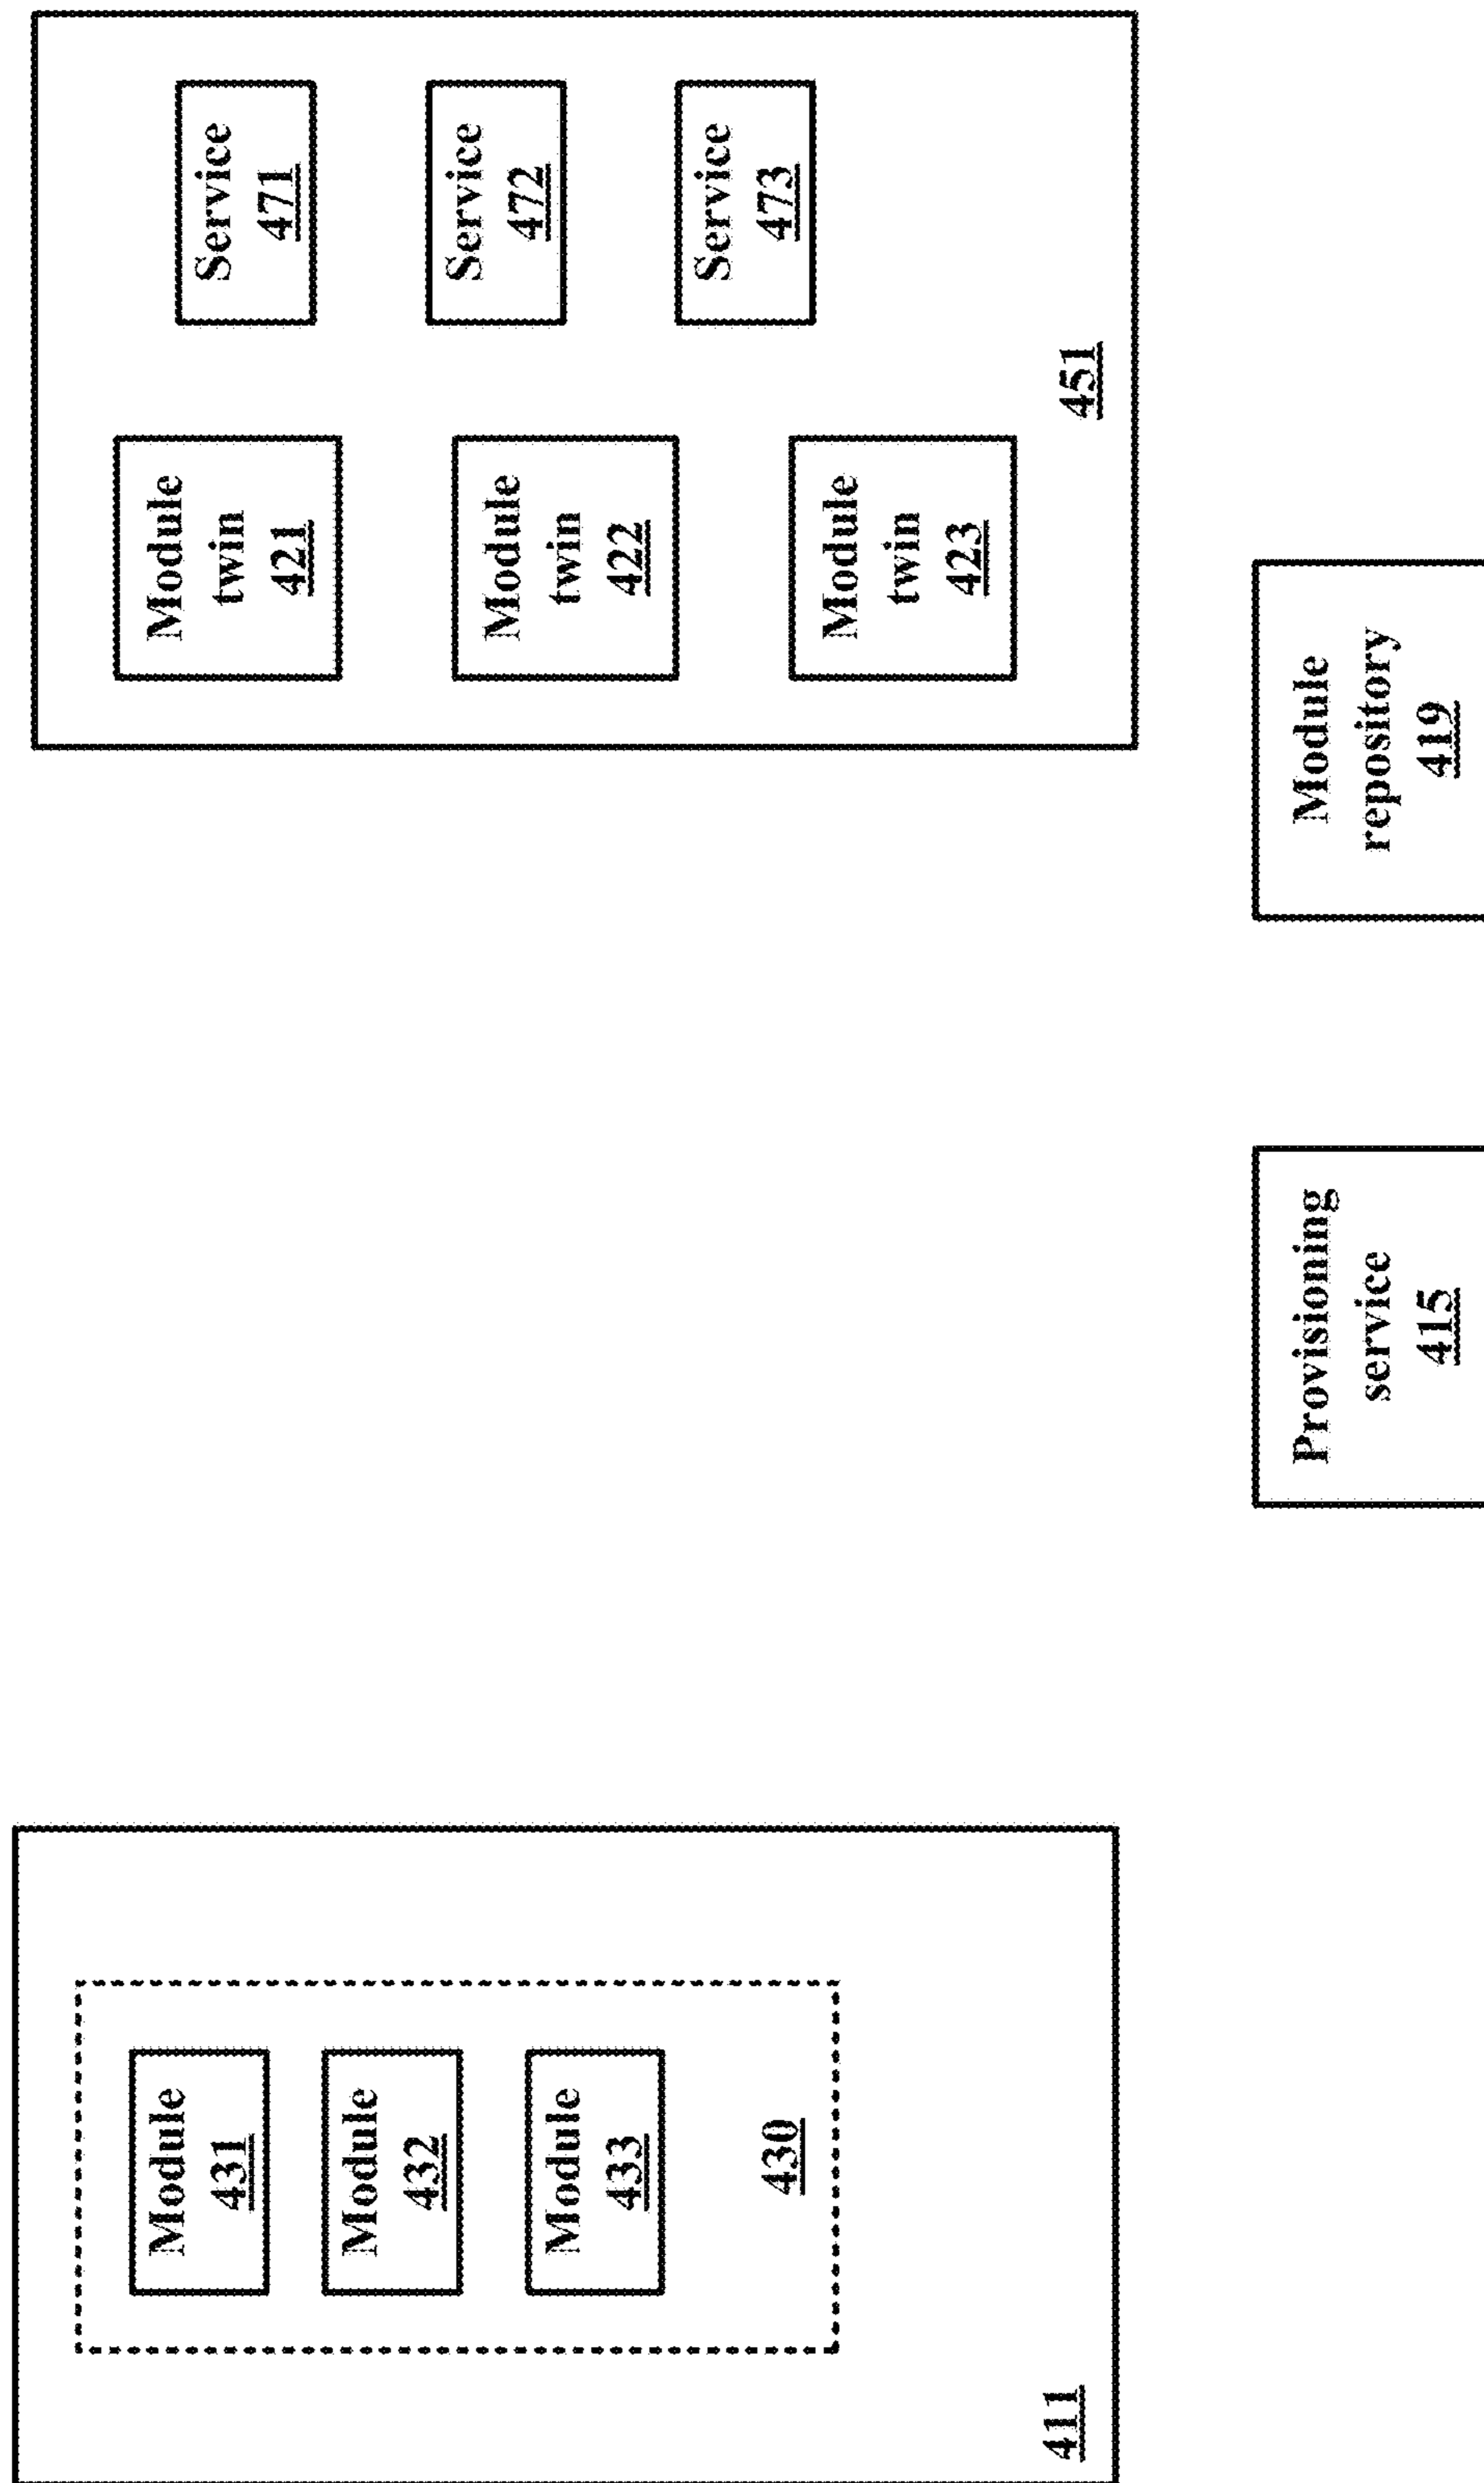 Module
431
Module
432
Module
433
430
411
Module
twin
421
Module
twin
422
Module
twin
423
Service
471
Service
472
Service
473
451
Provisioning
service
415
Module
repository
419